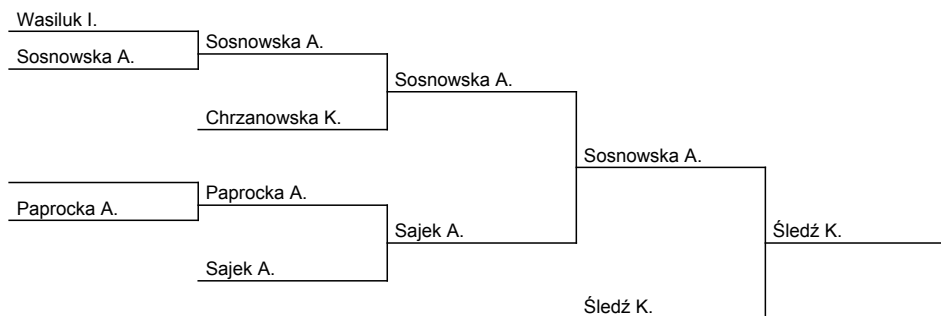 Wasiluk I.
Sosnowska A.
Sosnowska A.
Sosnowska A.
Chrzanowska K.
Sosnowska A.
Paprocka A.
Paprocka A.
Sajek A.
Śledź K.
Sajek A.
Śledź K.